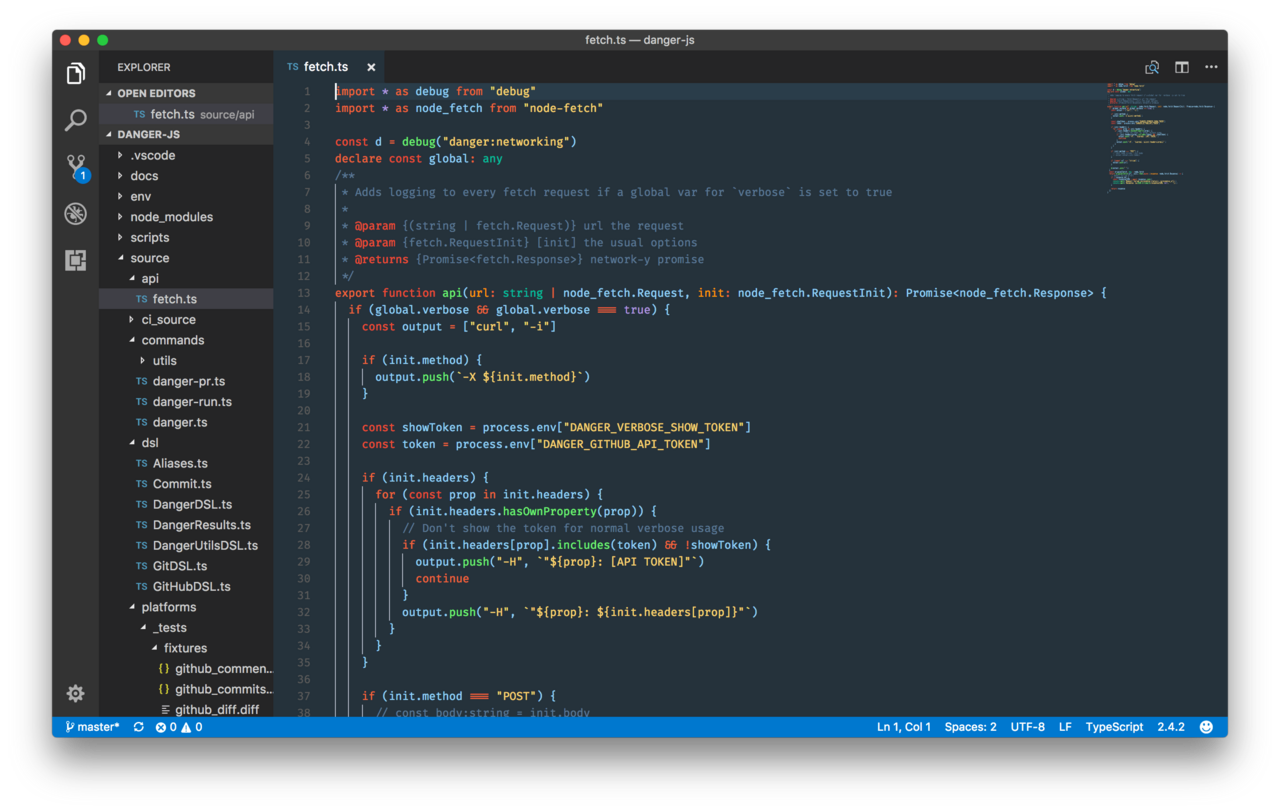 fetch.ts — danger-js
EXPLORER
OPEN EDITORS
TS fetch.ts source/api
DANGER-JS
.vscode
docs
env
node_modules
scripts
source
api
TS fetch.ts
ci_source
commands
utils
TS danger-pr.ts
TS danger-run.ts
TS danger.ts
dsl
TS Aliases.ts
TS Commit.ts
TS DangerDSL.ts
TS DangerResults.ts
TS DangerUtilsDSL.ts
TS GitDSL.ts
TS GitHubDSL.ts
platforms
_tests
fixtures
{} github_commen...
{} github_commits...
github_diff.diff
1
TS fetch.ts ×
1 import * as debug from "debug"
2 import * as node_fetch from "node-fetch"
3
4 const d = debug("danger:networking")
5 declare const global: any
6 /**
7  * Adds logging to every fetch request if a global var for `verbose` is set to true
8  *
9  * @param {(string | fetch.Request)} url the request
10  * @param {fetch.RequestInit} [init] the usual options
11  * @returns {Promise<fetch.Response>} network-y promise
12  */
13 export function api(url: string | node_fetch.Request, init: node_fetch.RequestInit): Promise<node_fetch.Response> {
14   if (global.verbose && global.verbose === true) {
15     const output = ["curl", "-i"]
16
17     if (init.method) {
18       output.push(`-X ${init.method}`)
19     }
20
21     const showToken = process.env["DANGER_VERBOSE_SHOW_TOKEN"]
22     const token = process.env["DANGER_GITHUB_API_TOKEN"]
23
24     if (init.headers) {
25       for (const prop in init.headers) {
26         if (init.headers.hasOwnProperty(prop)) {
27           // Don't show the token for normal verbose usage
28           if (init.headers[prop].includes(token) && !showToken) {
29             output.push("-H", `"${prop}: [API TOKEN]"`)
30             continue
31           }
32           output.push("-H", `"${prop}: ${init.headers[prop]}"`)
33         }
34       }
35     }
36
37     if (init.method === "POST") {
38       // const body:string = init.body
master* 0 0
Ln 1, Col 1 Spaces: 2 UTF-8 LF TypeScript 2.4.2